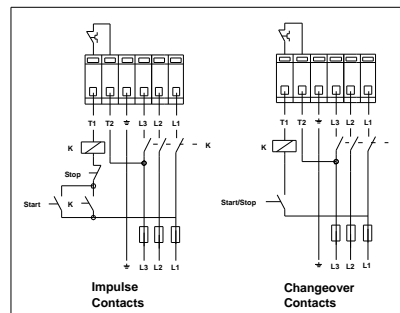 T1 T2 L3 L2 L1
K
K
Stop
Start
K
L3 L2 L1
Impulse
Contacts
T1 T2 L3 L2 L1
K
K
Start/Stop
L3 L2 L1
Changeover
Contacts